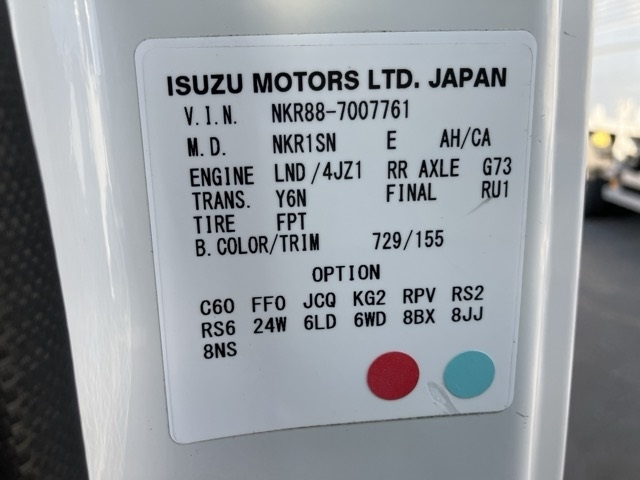 ISUZU MOTORS LTD. JAPAN
V.I.N. NKR88-7007761
M.D. NKR1SN E AH/CA
ENGINE LND/4JZ1 RR AXLE G73
TRANS. Y6N FINAL RU1
TIRE FPT
B.COLOR/TRIM 729/155
OPTION
C60 FF0 JCQ KG2 RPV RS2
RS6 24W 6LD 6WD 8BX 8JJ
8NS